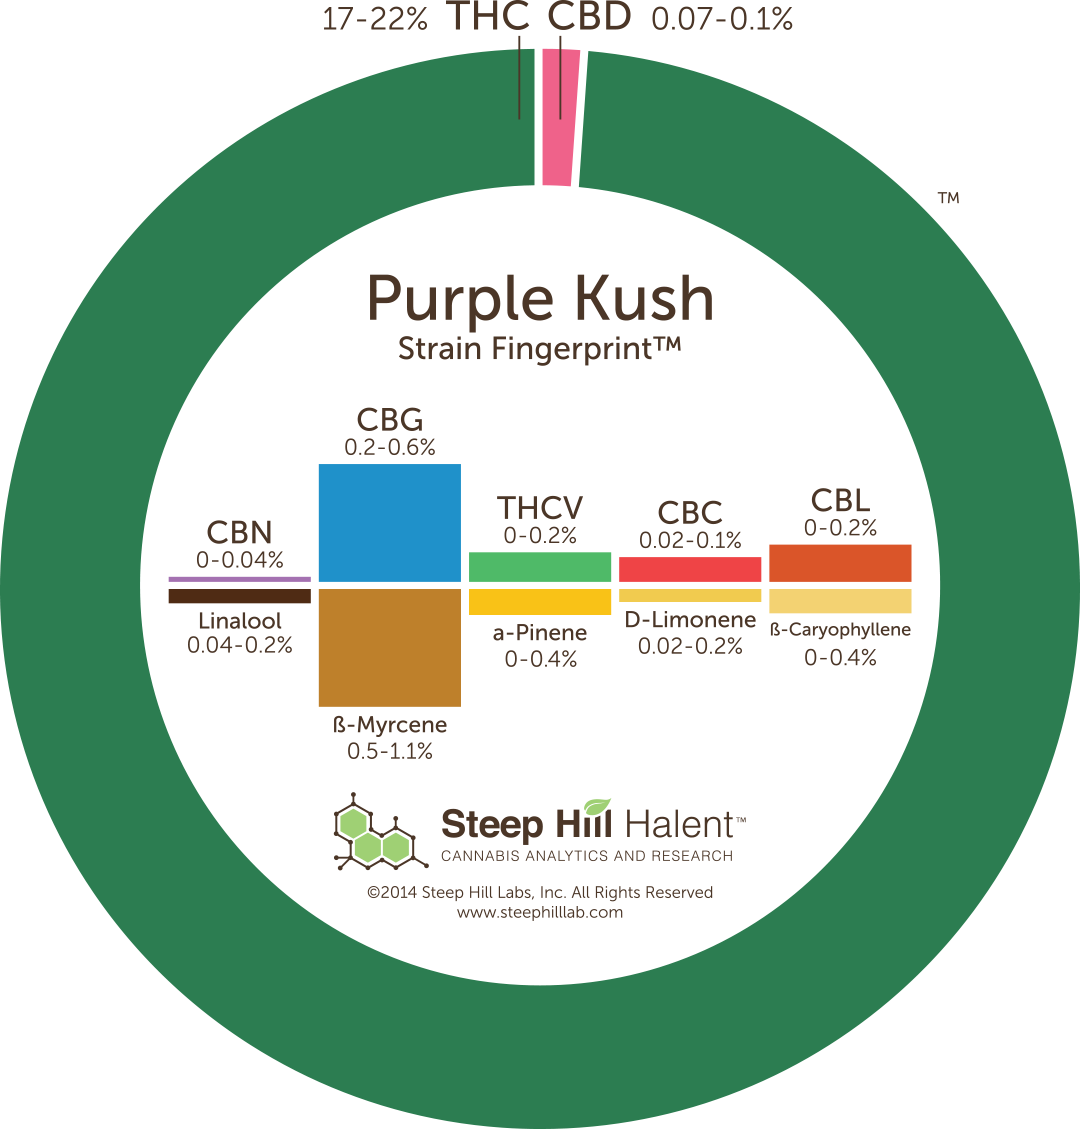 17-22% THC CBD 0.07-0.1%
TM
Purple Kush
Strain Fingerprint™
CBG
0.2-0.6%
THCV
0-0.2%
CBC
0.02-0.1%
CBL
0-0.2%
CBN
0-0.04%
Linalool
0.04-0.2%
ß-Myrcene
0.5-1.1%
a-Pinene
0-0.4%
D-Limonene
0.02-0.2%
ß-Caryophyllene
0-0.4%
Steep Hill Halent™
CANNABIS ANALYTICS AND RESEARCH
©2014 Steep Hill Labs, Inc. All Rights Reserved
www.steephilllab.com